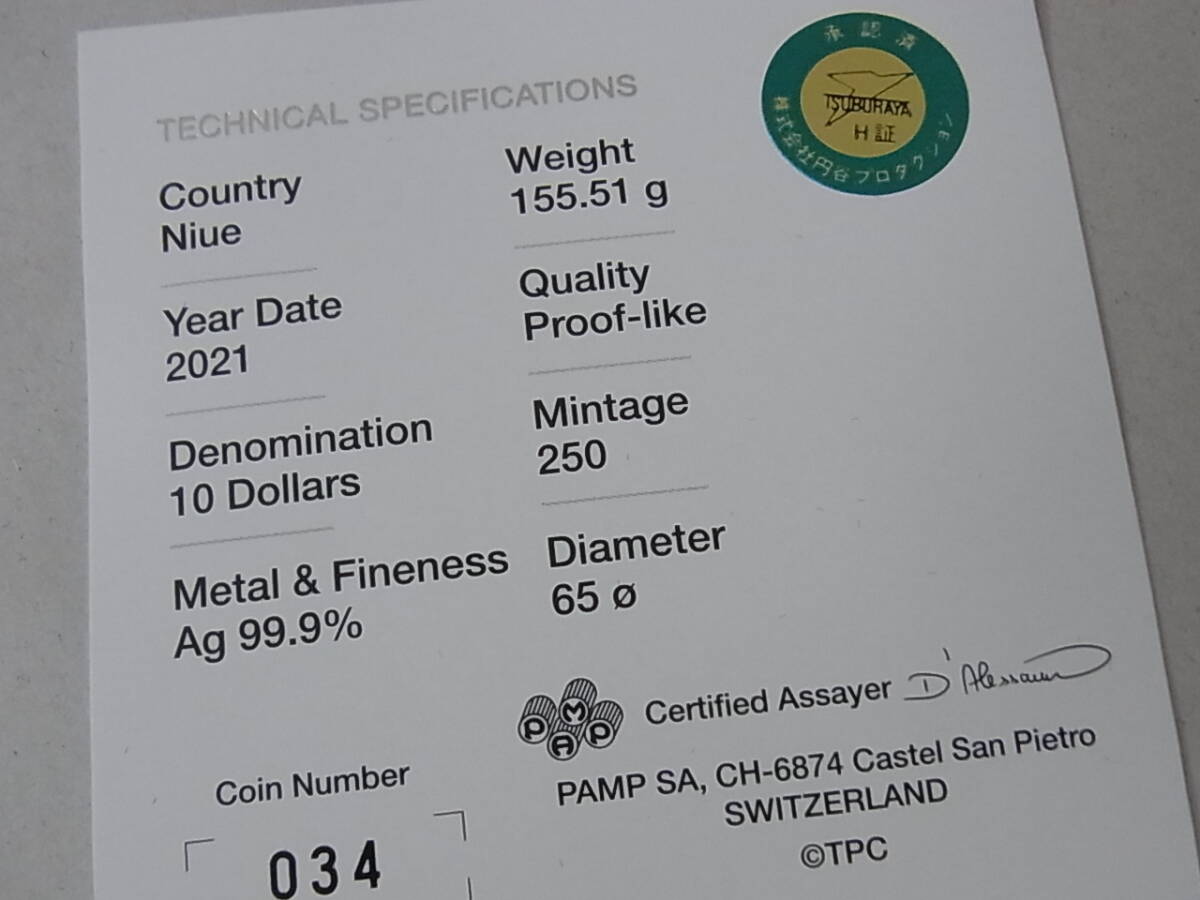 承認済
TSUBURAYA
H証
株式会社円谷プロダクション
TECHNICAL SPECIFICATIONS
Country
Niue
Year Date
2021
Denomination
10 Dollars
Metal & Fineness
Ag 99.9%
Weight
155.51 g
Quality
Proof-like
Mintage
250
Diameter
65 ø
PAMP
Certified Assayer D'Alessandro
PAMP SA, CH-6874 Castel San Pietro
SWITZERLAND
©TPC
Coin Number
034